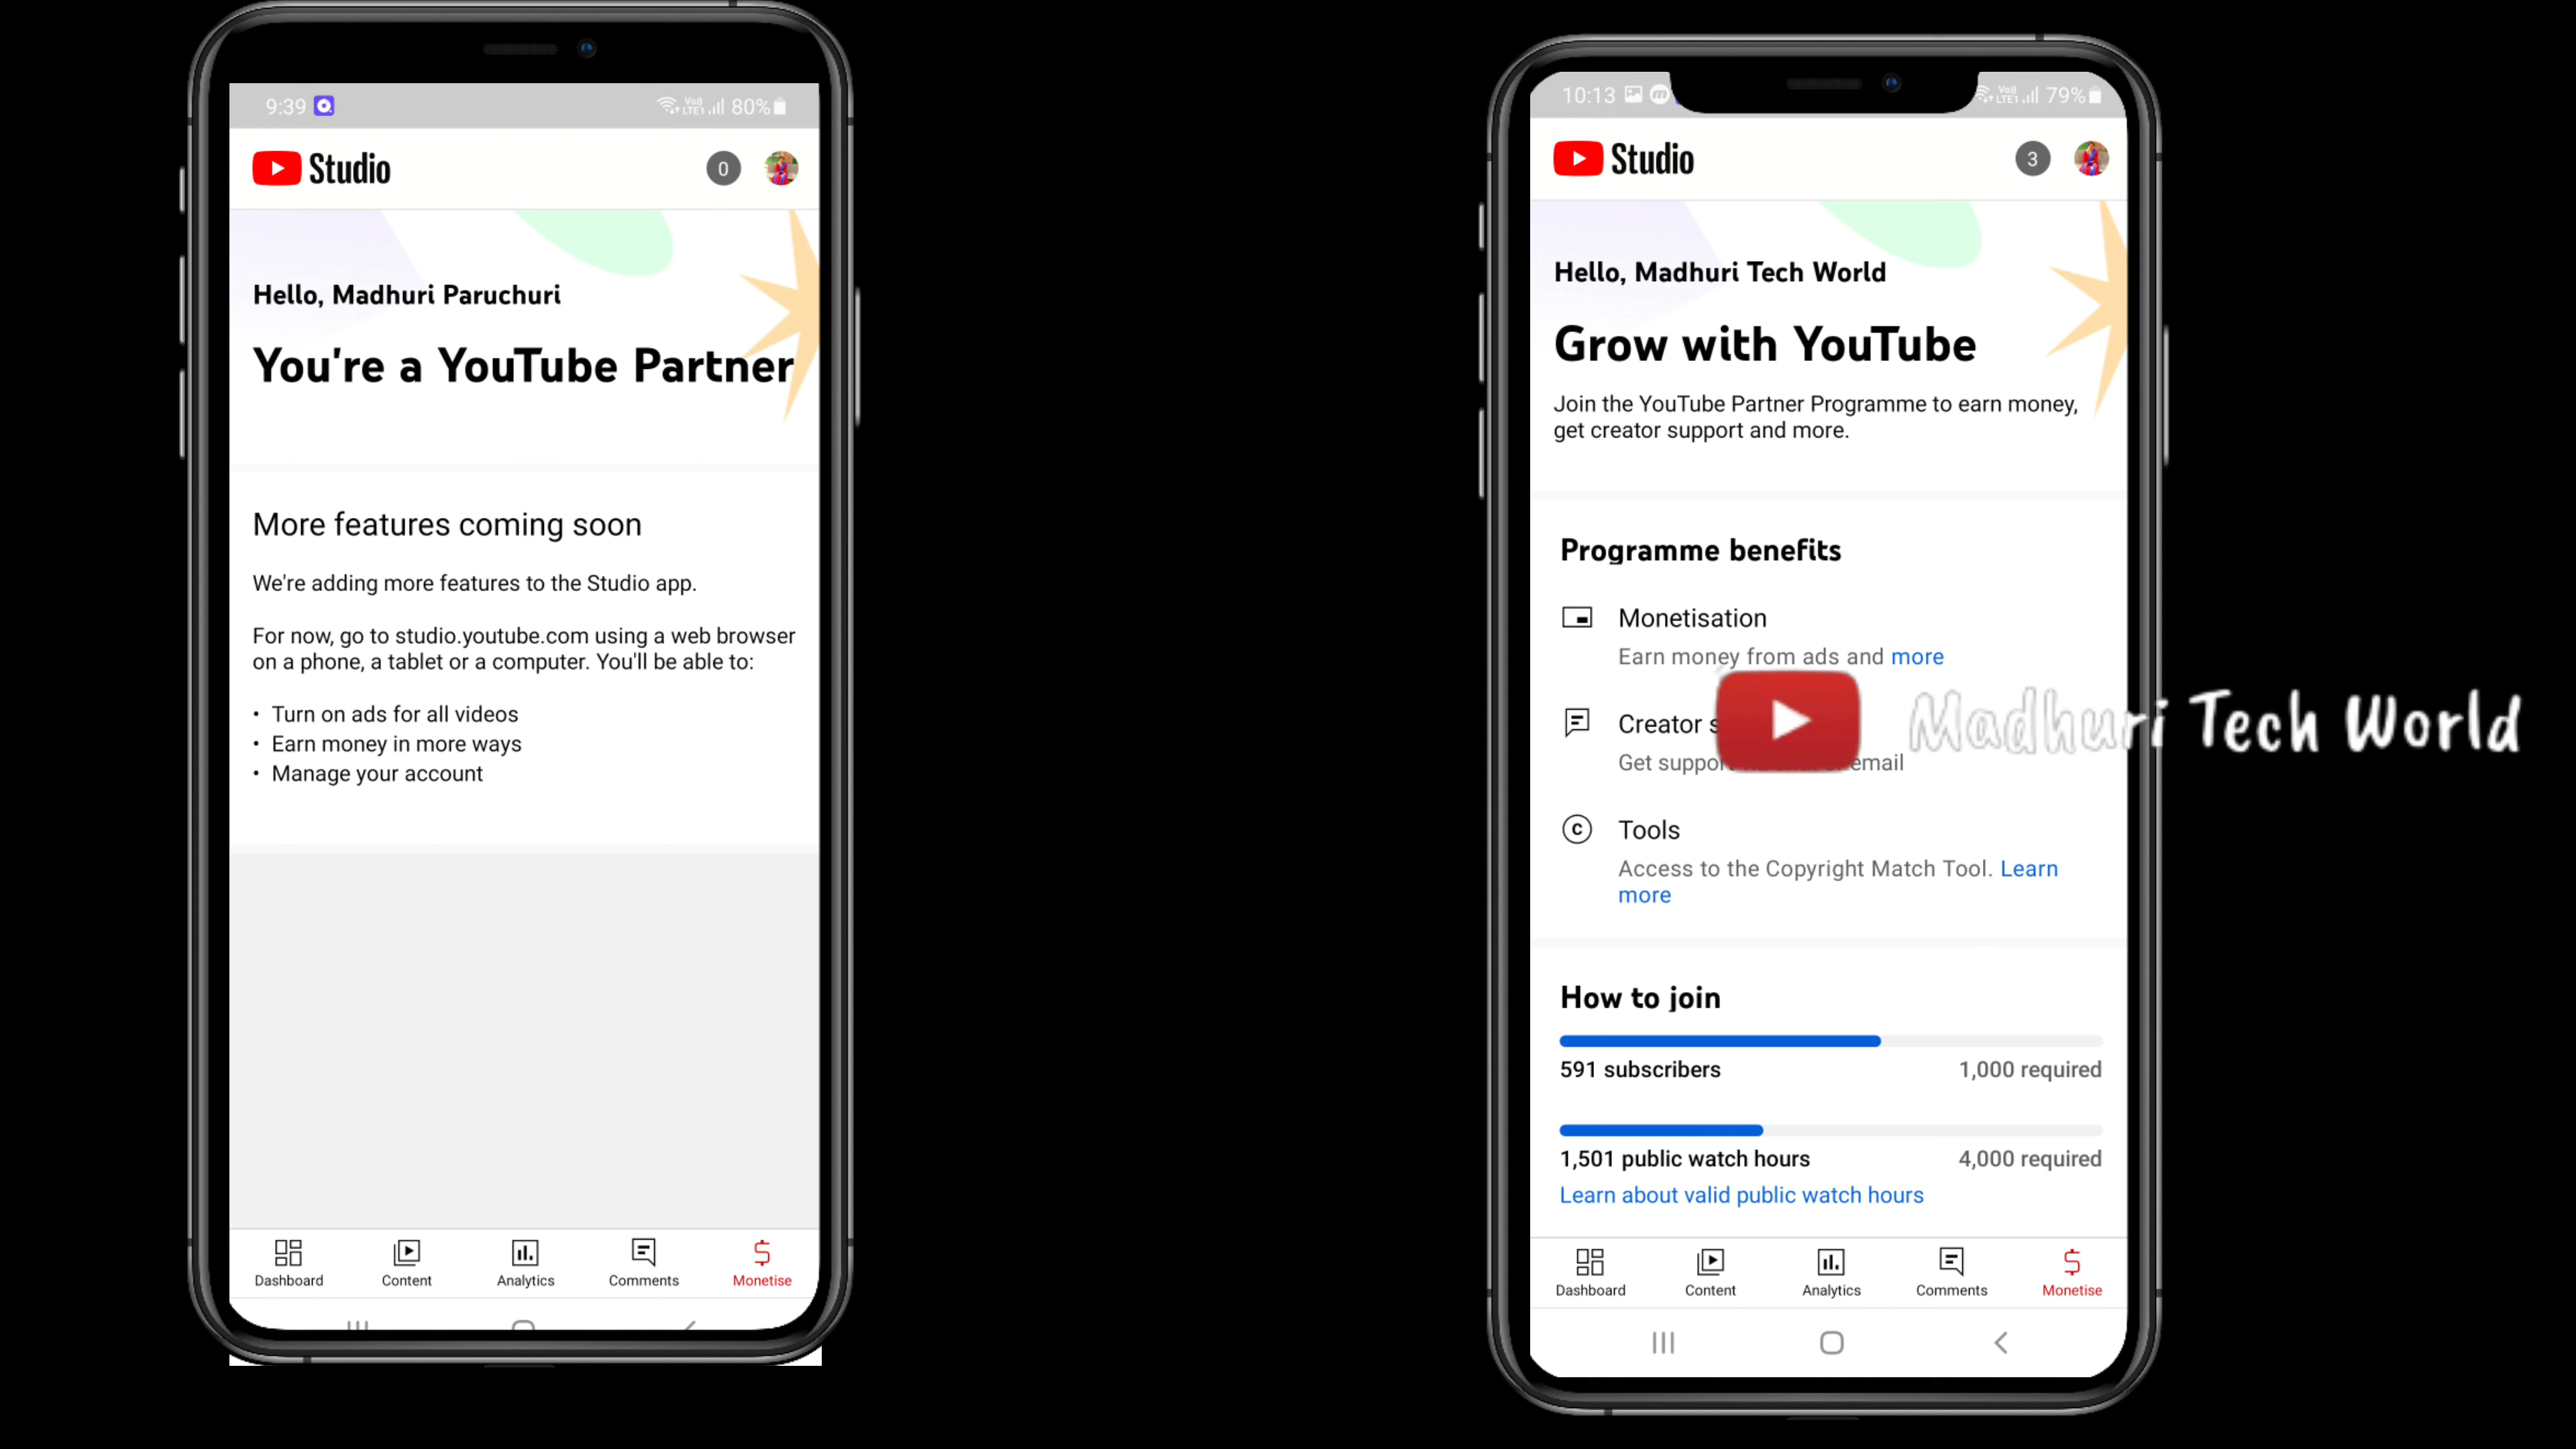 9:39
Vo)
LTE1
80%
Studio
0
Hello, Madhuri Paruchuri
You're a YouTube Partner
More features coming soon
We're adding more features to the Studio app.
For now, go to studio.youtube.com using a web browser
on a phone, a tablet or a computer. You'll be able to:
• Turn on ads for all videos
• Earn money in more ways
• Manage your account
Dashboard
Content
Analytics
Comments
Monetise
10:13
Vo)
LTE1
79%
Studio
3
Hello, Madhuri Tech World
Grow with YouTube
Join the YouTube Partner Programme to earn money,
get creator support and more.
Programme benefits
Monetisation
Earn money from ads and more
Creator
Get email
Tools
Access to the Copyright Match Tool. Learn
more
Madhuri Tech World
How to join
591 subscribers
1,000 required
1,501 public watch hours
4,000 required
Learn about valid public watch hours
Dashboard
Content
Analytics
Comments
Monetise